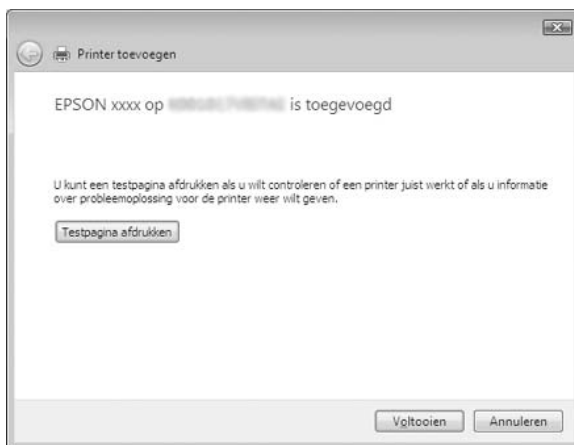 Printer toevoegen
EPSON xxxx op is toegevoegd
U kunt een testpagina afdrukken als u wilt controleren of een printer juist werkt of als u informatie
over probleemoplossing voor de printer weer wilt geven.
Testpagina afdrukken
Voltooien Annuleren